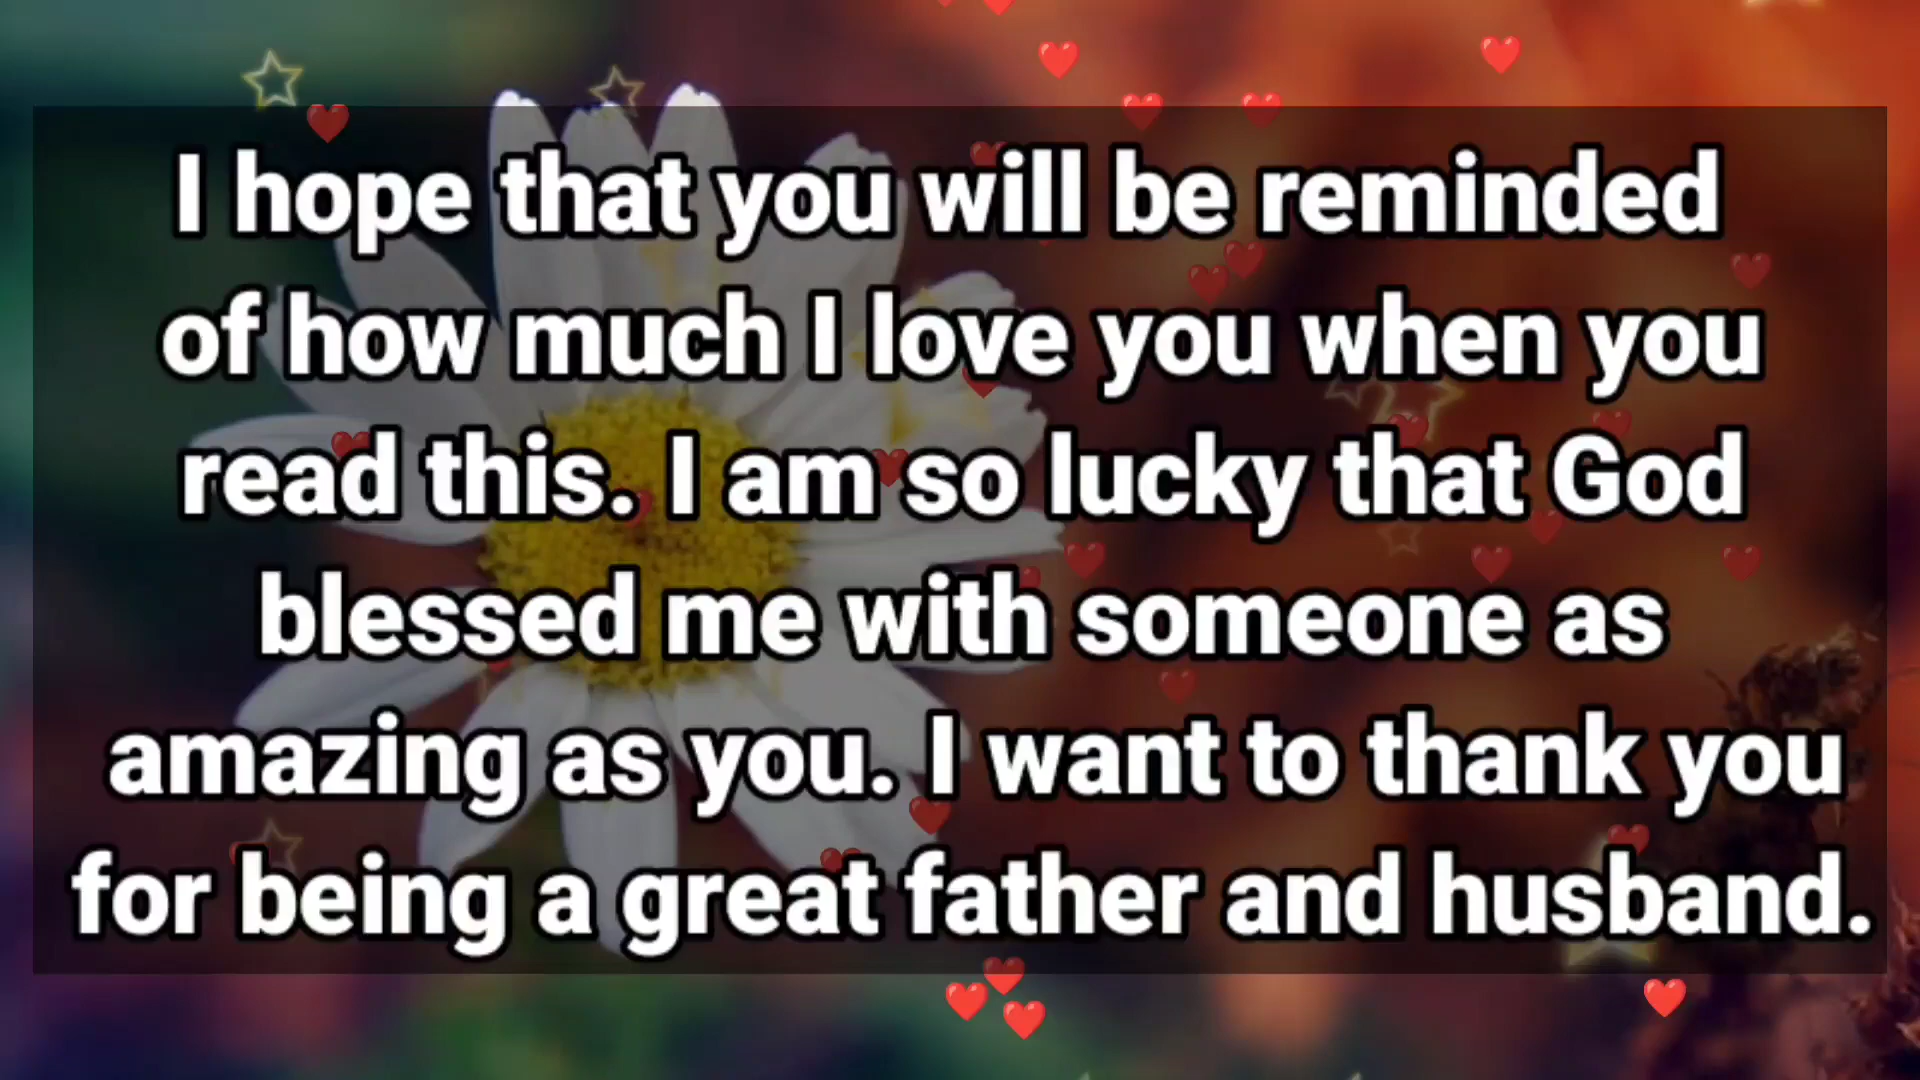 I hope that you will be reminded
of how much I love you when you
read this. I am so lucky that God
blessed me with someone as
amazing as you. I want to thank you
for being a great father and husband.